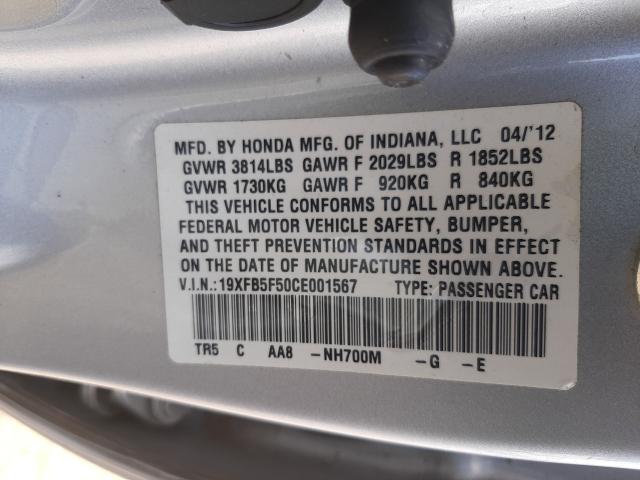 MFD. BY HONDA MFG. OF INDIANA, LLC 04/'12
GVWR 3814LBS GAWR F 2029LBS R 1852LBS
GVWR 1730KG GAWR F 920KG R 840KG
THIS VEHICLE CONFORMS TO ALL APPLICABLE
FEDERAL MOTOR VEHICLE SAFETY, BUMPER,
AND THEFT PREVENTION STANDARDS IN EFFECT
ON THE DATE OF MANUFACTURE SHOWN ABOVE.
V.I.N.:19XFB5F50CE001567 TYPE: PASSENGER CAR
TR5 C AA8 -NH700M -G -E